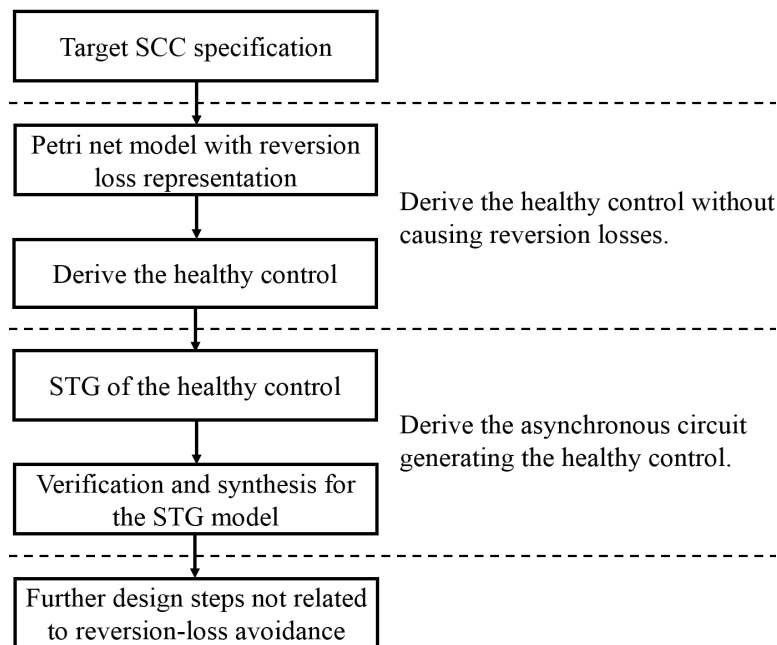 Target SCC specification
Petri net model with reversion
loss representation
Derive the healthy control without
causing reversion losses.
Derive the healthy control
STG of the healthy control
Derive the asynchronous circuit
generating the healthy control.
Verification and synthesis for
the STG model
Further design steps not related
to reversion-loss avoidance